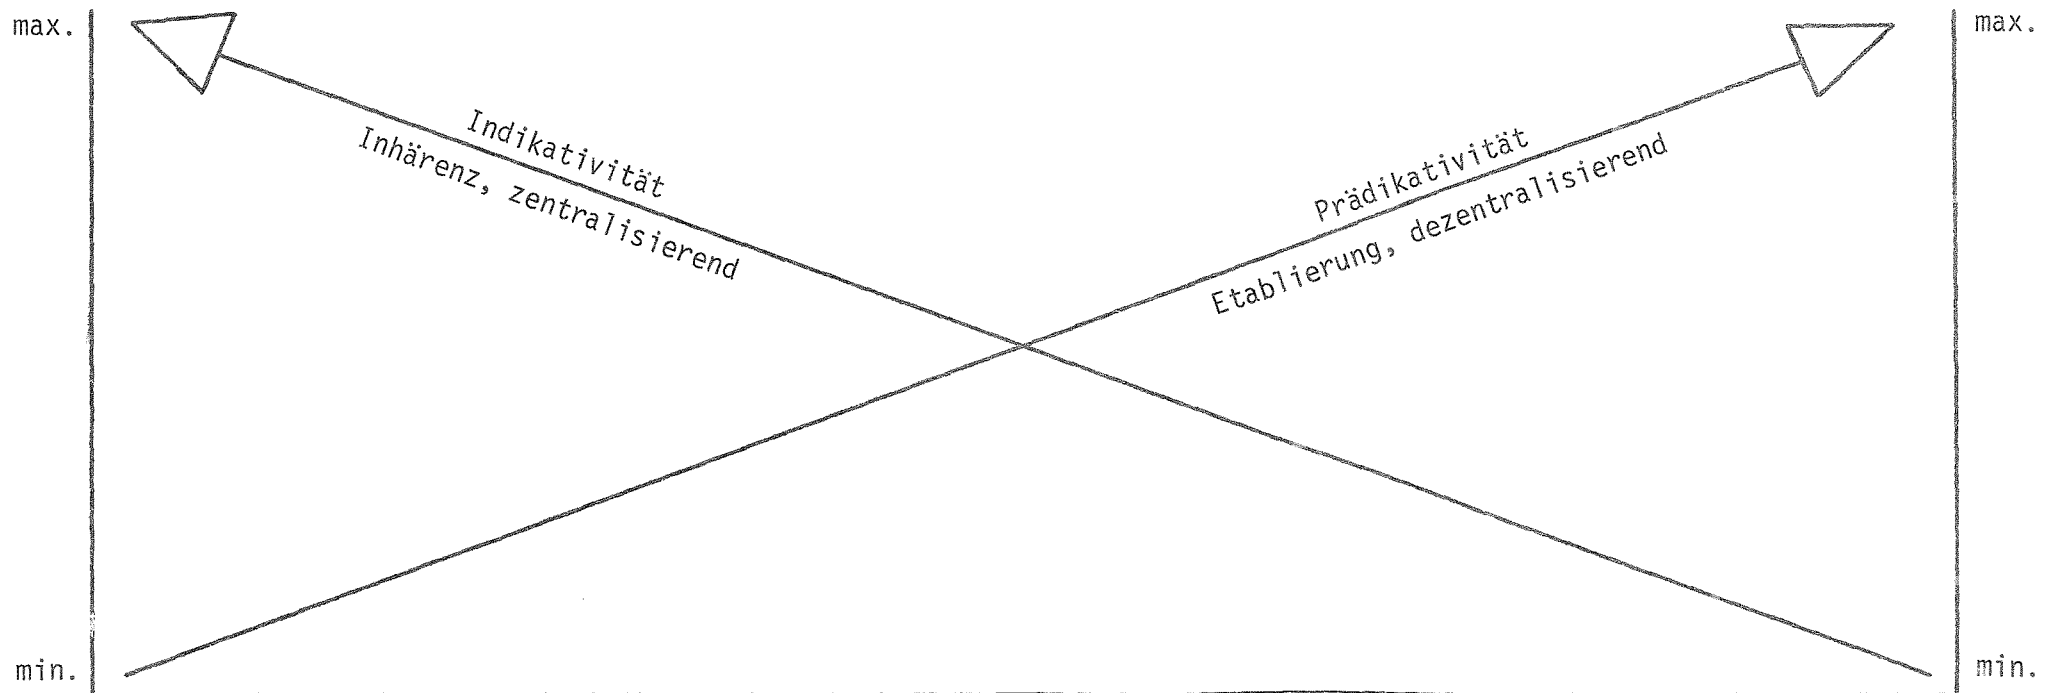 max.
max.
Indikativität
Inhärenz, zentralisierend
Prädikativität
Etablierung, dezentralisierend
min.
min.